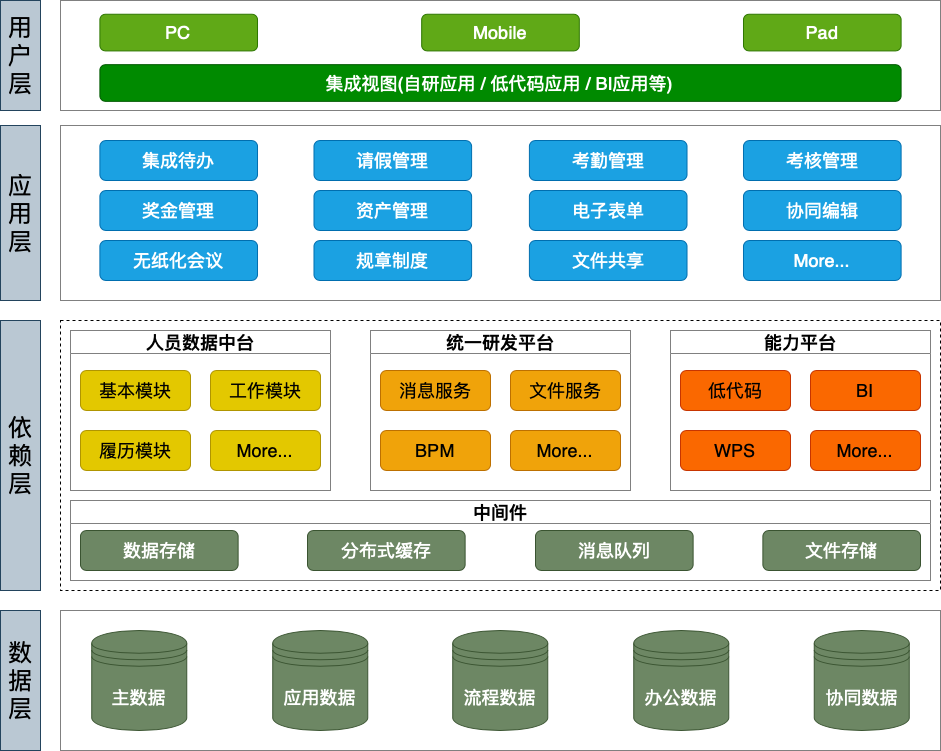 用户层
PC
Mobile
Pad
集成视图(自研应用 / 低代码应用 / BI应用等)
应用层
集成待办
请假管理
考勤管理
考核管理
奖金管理
资产管理
电子表单
协同编辑
无纸化会议
规章制度
文件共享
More...
依赖层
人员数据中台
基本模块
工作模块
履历模块
More...
统一研发平台
消息服务
文件服务
BPM
More...
能力平台
低代码
BI
WPS
More...
中间件
数据存储
分布式缓存
消息队列
文件存储
数据层
主数据
应用数据
流程数据
办公数据
协同数据